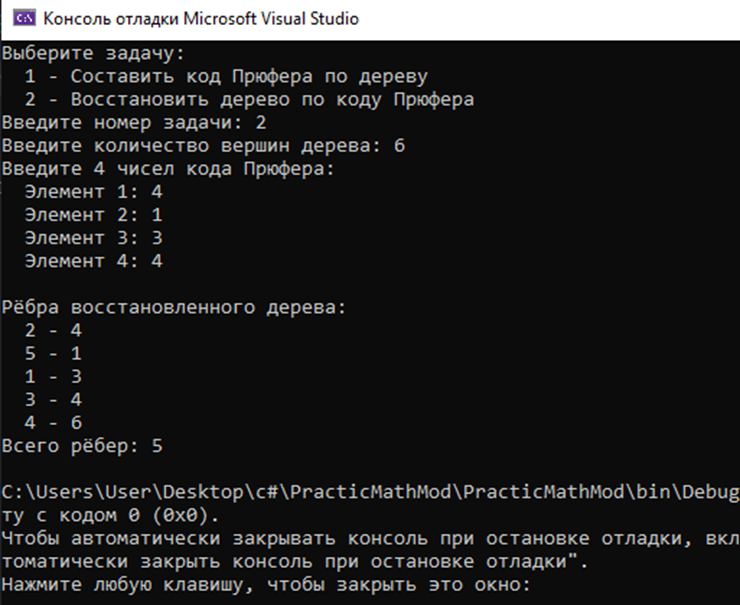 Консоль отладки Microsoft Visual Studio
Выберите задачу:
1 - Составить код Прюфера по дереву
2 - Восстановить дерево по коду Прюфера
Введите номер задачи: 2
Введите количество вершин дерева: 6
Введите 4 чисел кода Прюфера:
Элемент 1: 4
Элемент 2: 1
Элемент 3: 3
Элемент 4: 4
Рёбра восстановленного дерева:
2 - 4
5 - 1
1 - 3
3 - 4
4 - 6
Всего рёбер: 5
C:\Users\User\Desktop\c#\PracticMathMod\PracticMathMod\bin\Debug
ту с кодом 0 (0x0).
Чтобы автоматически закрывать консоль при остановке отладки, вкл
томатически закрыть консоль при остановке отладки".
Нажмите любую клавишу, чтобы закрыть это окно: